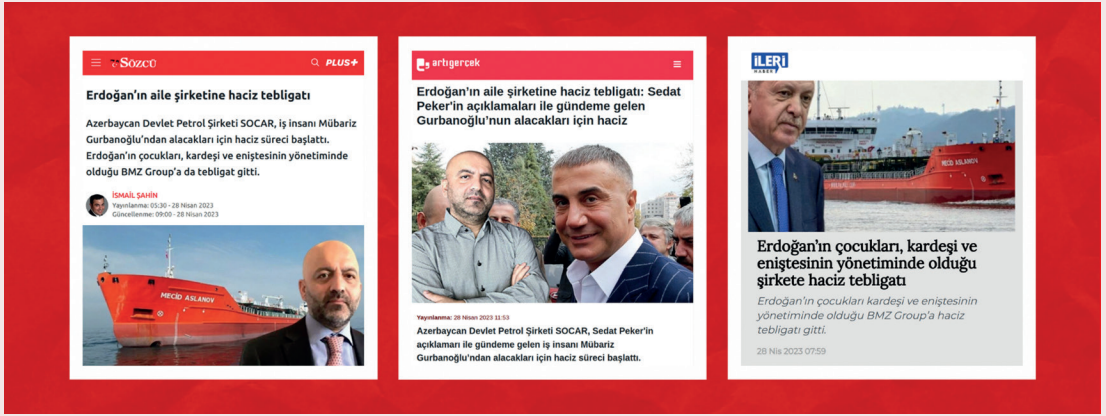 Sözcü
PLUS+
Erdoğan'ın aile şirketine haciz tebligatı
Azerbaycan Devlet Petrol Şirketi SOCAR, iş insanı Mübariz
Gurbanoğlu'ndan alacakları için haciz süreci başlattı.
Erdoğan'ın çocukları, kardeşi ve eniştesinin yönetiminde
olduğu BMZ Group'a da tebligat gitti.
İSMAİL ŞAHİN
Yayınlanma: 05:30 - 28 Nisan 2023
Güncellenme: 09:00 - 28 Nisan 2023
MECID ASLANOV
artıgerçek
Erdoğan'ın aile şirketine haciz tebligatı: Sedat
Peker'in açıklamaları ile gündeme gelen
Gurbanoğlu'nun alacakları için haciz
Yayınlanma: 28 Nisan 2023 11:53
Azerbaycan Devlet Petrol Şirketi SOCAR, Sedat Peker'in
açıklamarı ile gündeme gelen iş insanı Mübariz
Gurbanoğlu'ndan alacakları için haciz süreci başlattı.
İLERİ
HABER
MECID ASLANOV
Erdoğan'ın çocukları, kardeşi ve
eniştesinin yönetiminde olduğu
şirkete haciz tebligatı
Erdoğan'ın çocukları kardeşi ve eniştesinin
yönetiminde olduğu BMZ Group'a haciz
tebligatı gitti.
28 Nis 2023 07:59